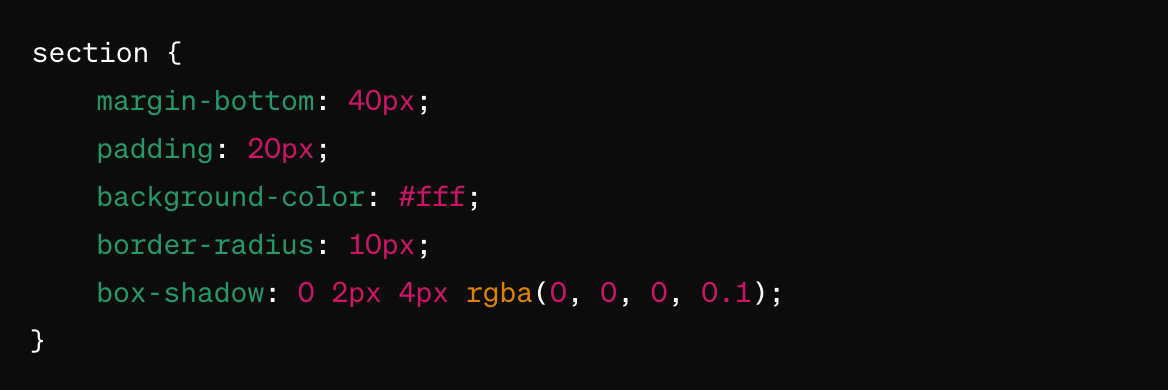 section {
    margin-bottom: 40px;
    padding: 20px;
    background-color: #fff;
    border-radius: 10px;
    box-shadow: 0 2px 4px rgba(0, 0, 0, 0.1);
}